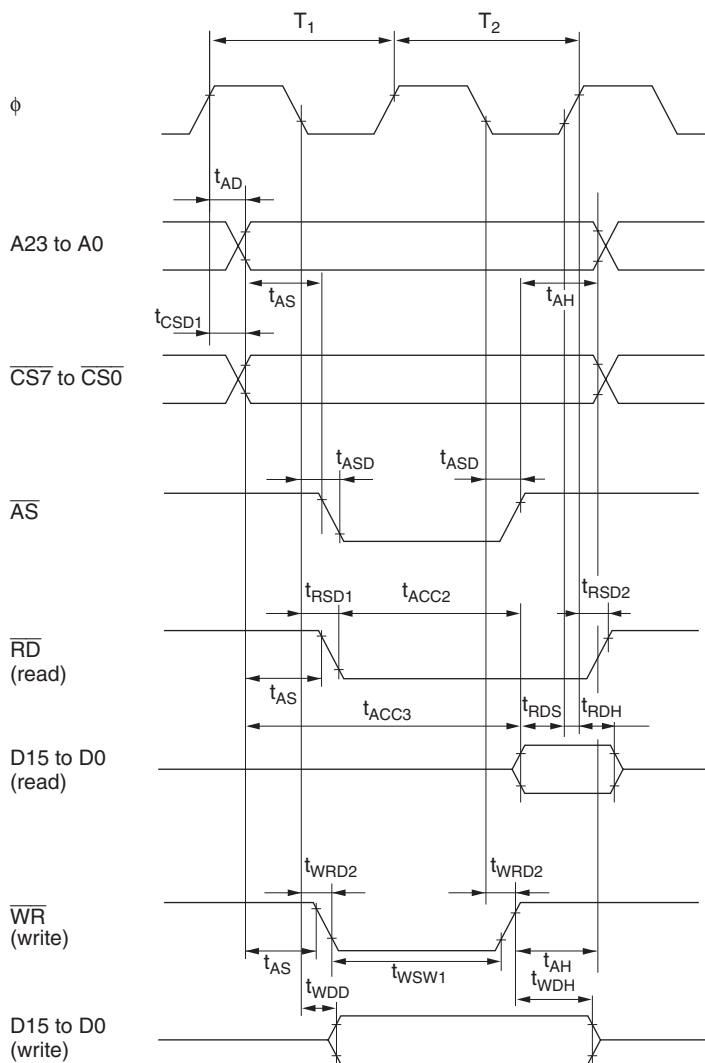 T1 T2
φ
tAD
A23 to A0
tAS tAH
tCSD1
CS7 to CS0
tASD tASD
AS
tRSD1 tACC2 tRSD2
RD
(read)
tAS tACC3 tRDS tRDH
D15 to D0
(read)
tWRD2 tWRD2
WR
(write)
tAS tWSW1 tAH
tWDD tWDH
D15 to D0
(write)